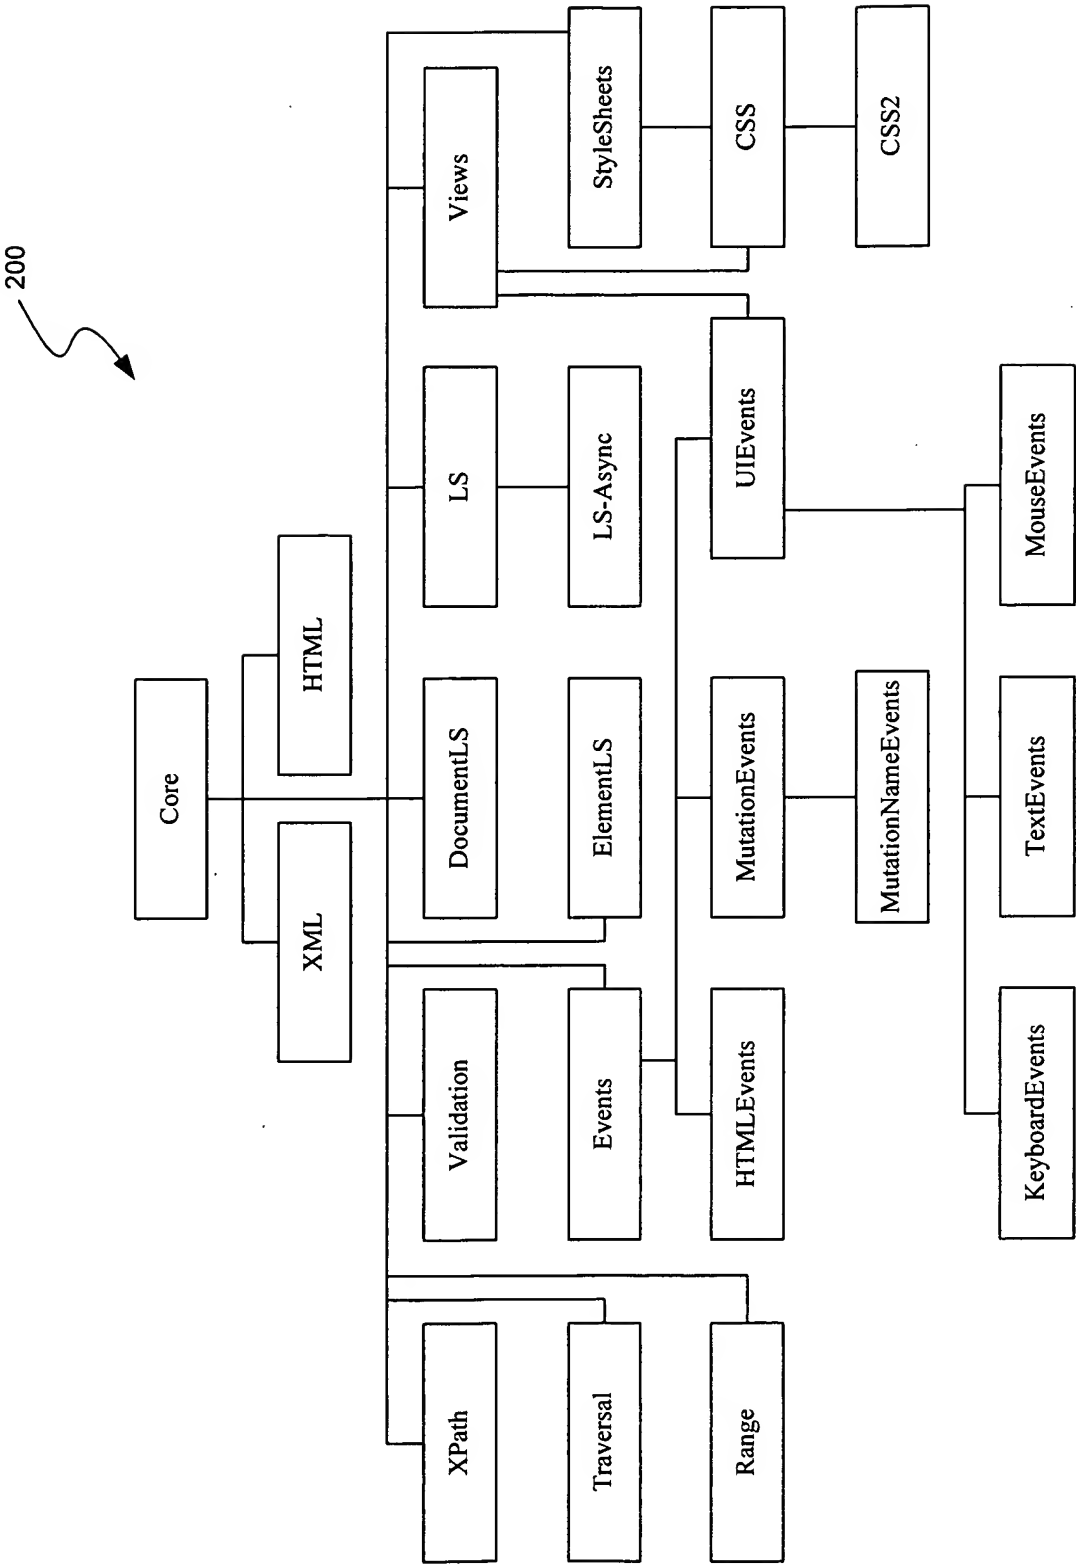 200
Core
XML
HTML
XPath
Validation
DocumentLS
LS
Views
Traversal
Events
ElementLS
LS-Async
StyleSheets
Range
HTMLEvents
MutationEvents
UIEvents
CSS
MutationNameEvents
CSS2
KeyboardEvents
TextEvents
MouseEvents